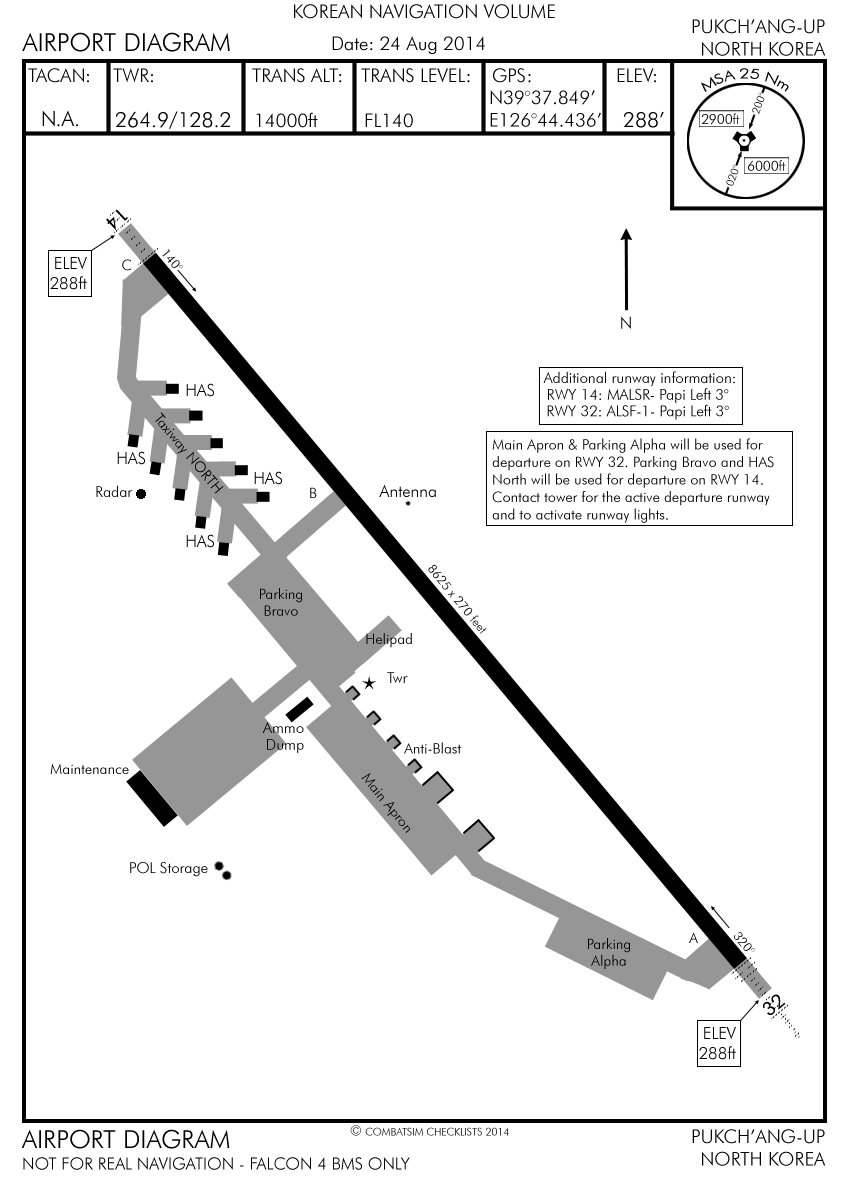 KOREAN NAVIGATION VOLUME
AIRPORT DIAGRAM
Date: 24 Aug 2014
PUKCH'ANG-UP
NORTH KOREA
TACAN:
N.A.
TWR:
264.9/128.2
TRANS ALT:
14000ft
TRANS LEVEL:
FL140
GPS:
N39°37.849'
E126°44.436'
ELEV:
288'
MSA 25 Nm
200°
2900ft
6000ft
020°
14
ELEV
288ft
C
140°
N
HAS
Taxiway NORTH
HAS
HAS
Radar
B
Antenna
HAS
Additional runway information:
RWY 14: MALSR- Papi Left 3°
RWY 32: ALSF-1- Papi Left 3°
Main Apron & Parking Alpha will be used for
departure on RWY 32. Parking Bravo and HAS
North will be used for departure on RWY 14.
Contact tower for the active departure runway
and to activate runway lights.
8625 x 270 feet
Parking
Bravo
Helipad
Twr
Ammo
Dump
Anti-Blast
Maintenance
Main Apron
POL Storage
Parking
Alpha
A
320°
32
ELEV
288ft
© COMBATSIM CHECKLISTS 2014
AIRPORT DIAGRAM
NOT FOR REAL NAVIGATION - FALCON 4 BMS ONLY
PUKCH'ANG-UP
NORTH KOREA